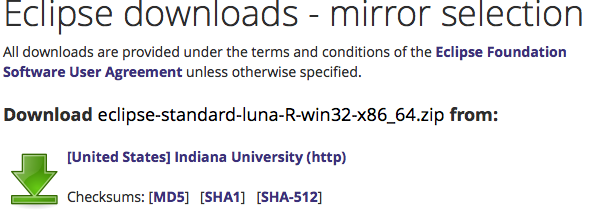 Eclipse downloads - mirror selection
All downloads are provided under the terms and conditions of the Eclipse Foundation
Software User Agreement unless otherwise specified.
Download eclipse-standard-luna-R-win32-x86_64.zip from:
[United States] Indiana University (http)
Checksums: [MD5] [SHA1] [SHA-512]